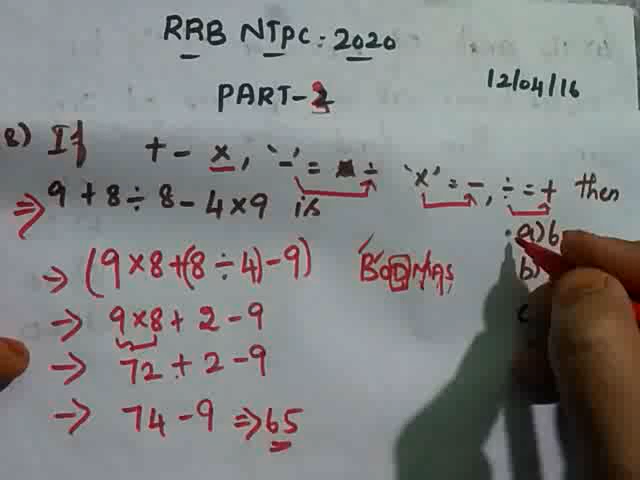 RRB NTPC: 2020
PART-2
12/04/16
8) If + - x, '-' = ÷ 'x' = -, ÷ = + then
⇒ 9 + 8 ÷ 8 - 4 × 9 is
→ (9 × 8 + (8 ÷ 4) - 9) 'Bodmas'
→ 9 × 8 + 2 - 9
→ 72 + 2 - 9
→ 74 - 9 ⇒ 65
a) 6
b)